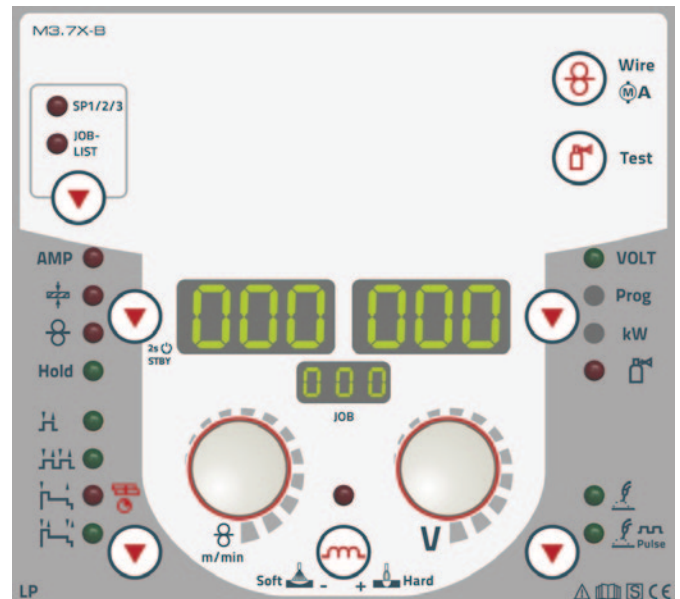 M3.7X-B
SP1/2/3
JOB-
LIST
Wire
M A
Test
AMP
Hold
VOLT
Prog
kW
2s
STBY
000
000
000
JOB
m/min
V
Soft - + Hard
Pulse
LP
S CE